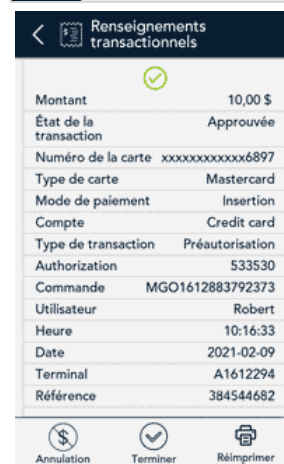 Renseignements
transactionnels
Montant 10,00 $
État de la
transaction Approuvée
Numéro de la carte xxxxxxxxxxxx6897
Type de carte Mastercard
Mode de paiement Insertion
Compte Credit card
Type de transaction Préautorisation
Authorization 533530
Commande MGO1612883792373
Utilisateur Robert
Heure 10:16:33
Date 2021-02-09
Terminal A1612294
Référence 384544682
Annulation Terminer Réimprimer